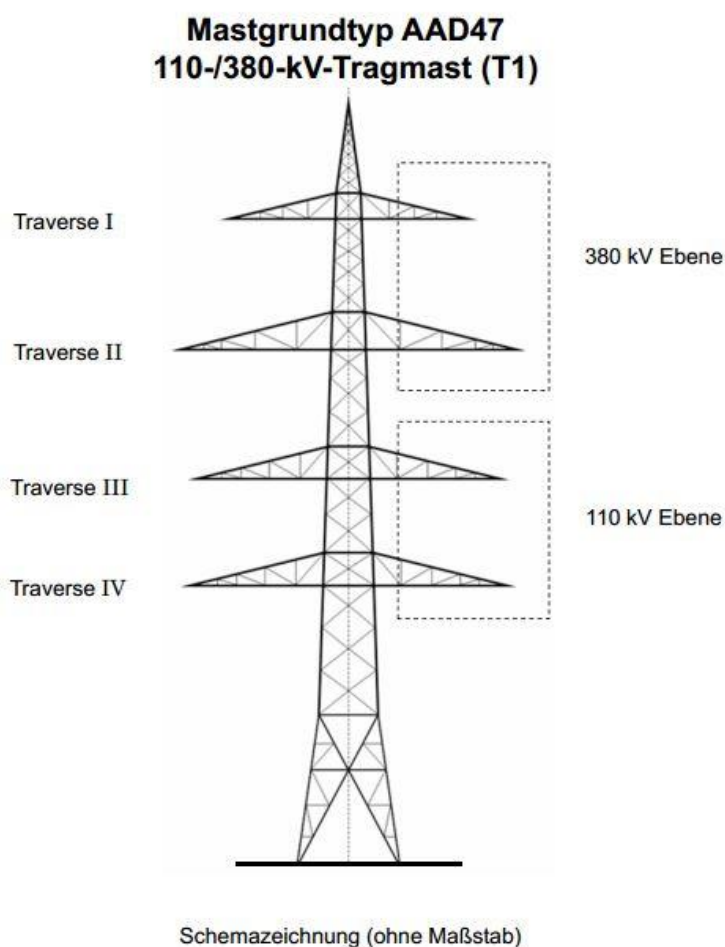 Mastgrundtyp AAD47
110-/380-kV-Tragmast (T1)
Traverse I
380 kV Ebene
Traverse II
Traverse III
110 kV Ebene
Traverse IV
Schemazeichnung (ohne Maßstab)